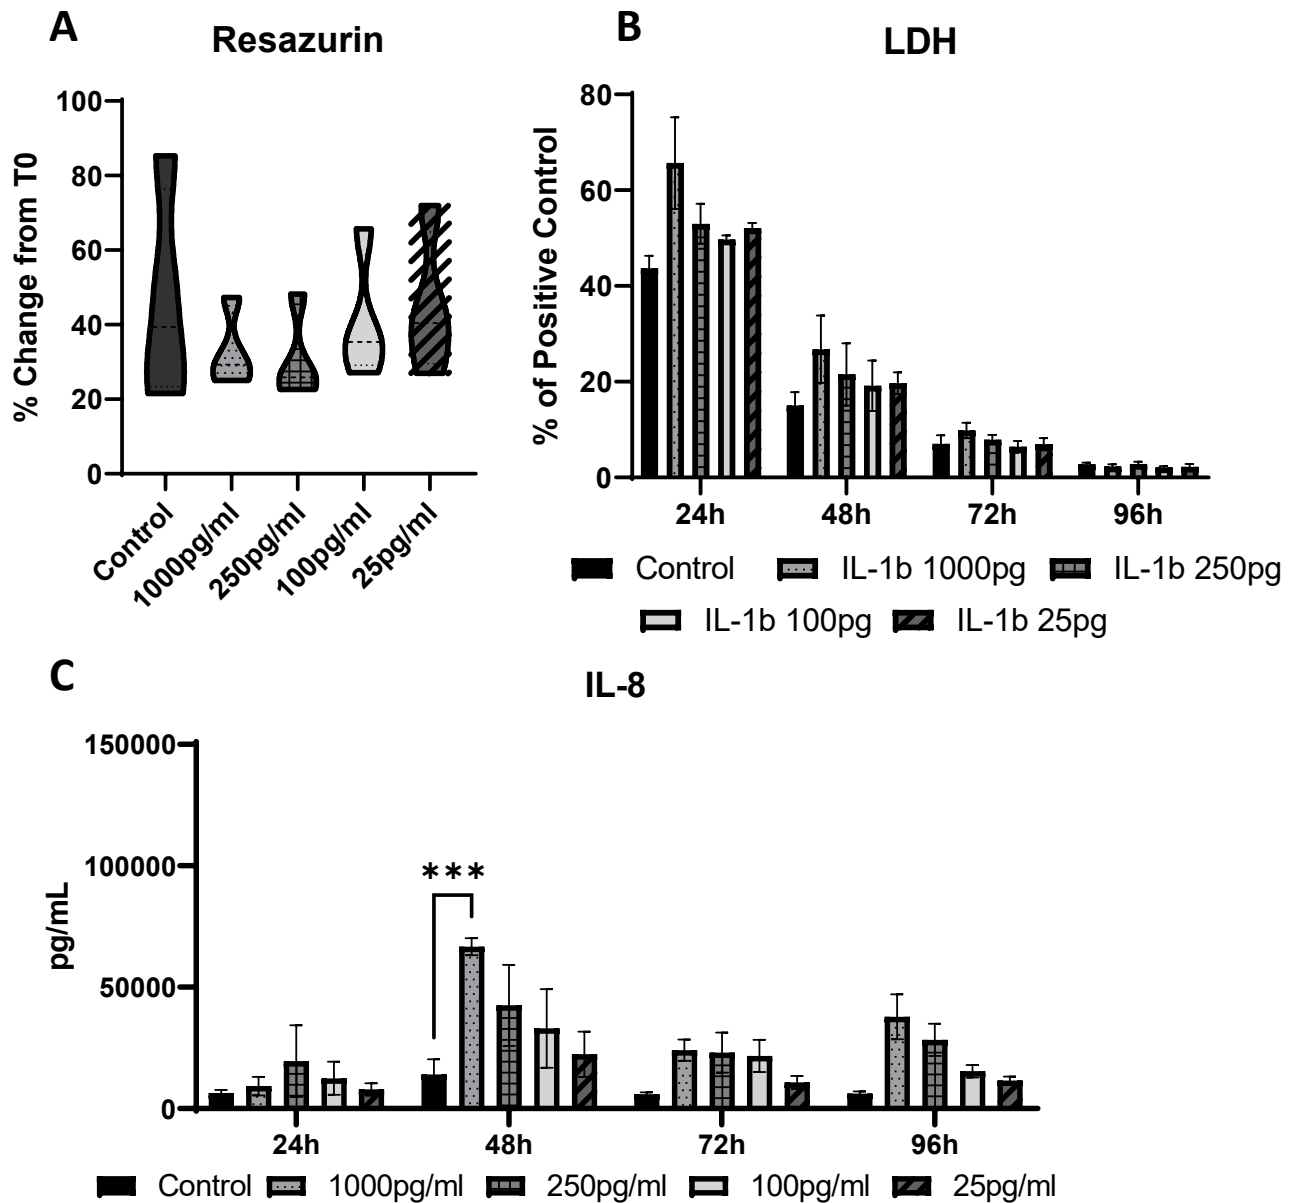 A
Resazurin
% Change from T0
100
80
60
40
20
0
Control
1000pg/ml
250pg/ml
100pg/ml
25pg/ml
B
LDH
% of Positive Control
80
60
40
20
0
24h 48h 72h 96h
Control IL-1b 1000pg IL-1b 250pg
IL-1b 100pg IL-1b 25pg
C
IL-8
pg/mL
150000
100000
50000
0
***
24h 48h 72h 96h
Control 1000pg/ml 250pg/ml 100pg/ml 25pg/ml